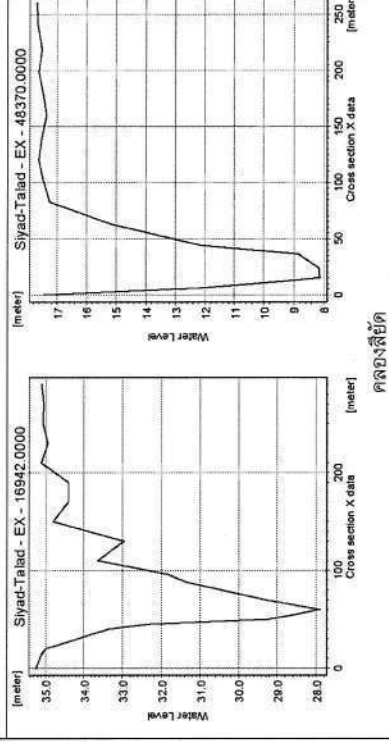 Siyad-Talad - EX - 16942.0000
[meter]
35.0
34.0
33.0
32.0
31.0
30.0
29.0
28.0
Water Level
0
100
200
[meter]
Cross section X data
Siyad-Talad - EX - 48370.0000
[meter]
17
16
15
14
13
12
11
10
9
8
Water Level
0
50
100
150
200
250
[meter]
Cross section X data
คลองสียัด